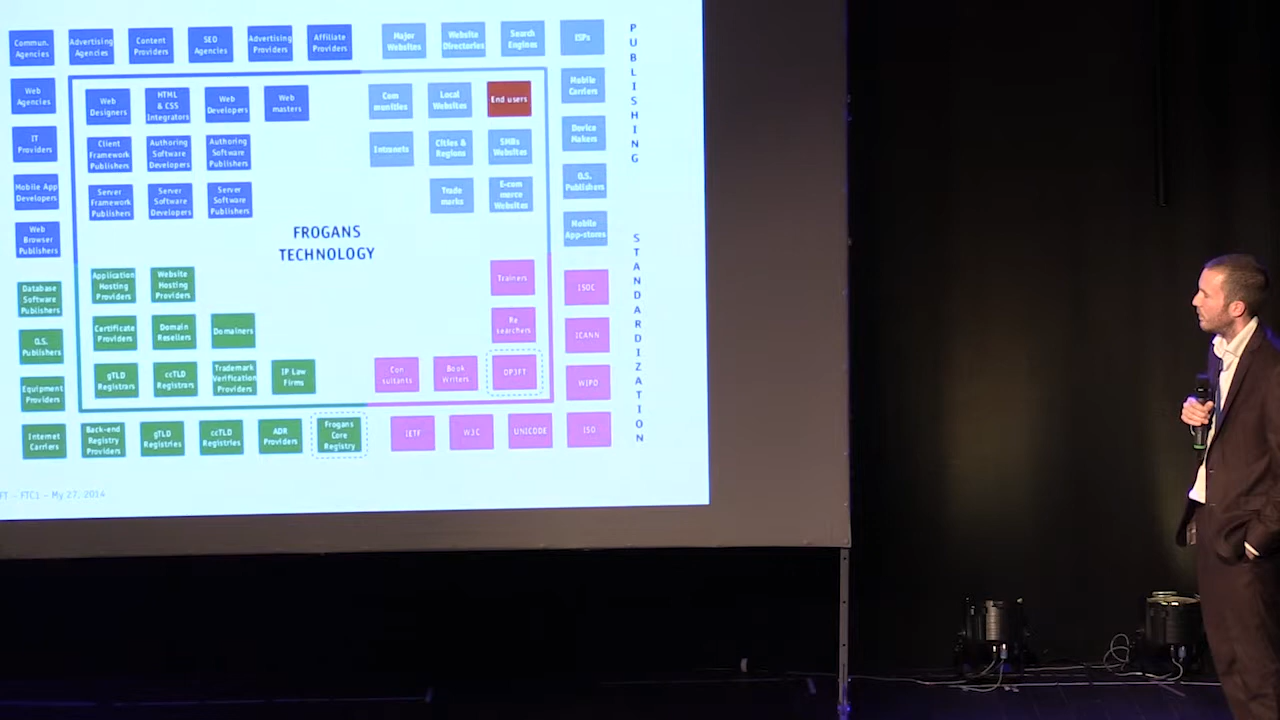 Commun.
Agencies
Advertising
Agencies
Content
Providers
SEO
Agencies
Advertising
Providers
Affiliate
Providers
Major
Websites
Website
Directories
Search
Engines
ISPs
Web
Agencies
IT
Providers
Mobile App
Developers
Web
Browser
Publishers
Web
Designers
HTML
& CSS
Integrators
Web
Developers
Web
masters
Com
munities
Local
Websites
End users
Mobile
Carriers
Client
Framework
Publishers
Authoring
Software
Developers
Authoring
Software
Publishers
Intranets
Cities &
Regions
SMBs
Websites
Device
Makers
Server
Framework
Publishers
Server
Software
Developers
Server
Software
Publishers
Trade
marks
E-com
merce
Websites
O.S.
Publishers
Mobile
App-stores
FROGANS
TECHNOLOGY
Database
Software
Publishers
O.S.
Publishers
Equipment
Providers
Application
Hosting
Providers
Website
Hosting
Providers
Trainers
ISOC
Certificate
Providers
Domain
Resellers
Domainers
Re
searchers
ICANN
gTLD
Registrars
ccTLD
Registrars
Trademark
Verification
Providers
IP Law
Firms
Con
sultants
Book
Writers
OP3FT
WIPO
Internet
Carriers
Back-end
Registry
Providers
gTLD
Registries
ccTLD
Registries
ADR
Providers
Frogans
Core
Registry
IETF
W3C
UNICODE
ISO
PUBLISHING
STANDARDIZATION
FT – FTC1 – My 27, 2014